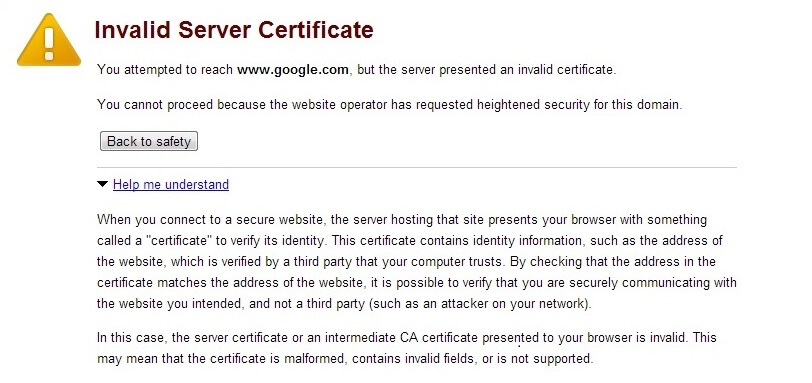 Invalid Server Certificate
You attempted to reach www.google.com, but the server presented an invalid certificate.
You cannot proceed because the website operator has requested heightened security for this domain.
Back to safety
Help me understand
When you connect to a secure website, the server hosting that site presents your browser with something
called a "certificate" to verify its identity. This certificate contains identity information, such as the address of
the website, which is verified by a third party that your computer trusts. By checking that the address in the
certificate matches the address of the website, it is possible to verify that you are securely communicating with
the website you intended, and not a third party (such as an attacker on your network).
In this case, the server certificate or an intermediate CA certificate presented to your browser is invalid. This
may mean that the certificate is malformed, contains invalid fields, or is not supported.